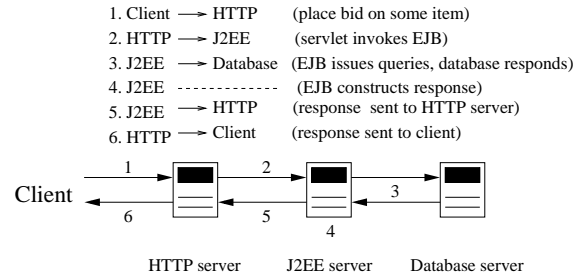 1. Client → HTTP (place bid on some item)
2. HTTP → J2EE (servlet invokes EJB)
3. J2EE → Database (EJB issues queries, database responds)
4. J2EE ------------- (EJB constructs response)
5. J2EE → HTTP (response sent to HTTP server)
6. HTTP → Client (response sent to client)
1 2
Client 3
6 5 4
HTTP server J2EE server Database server